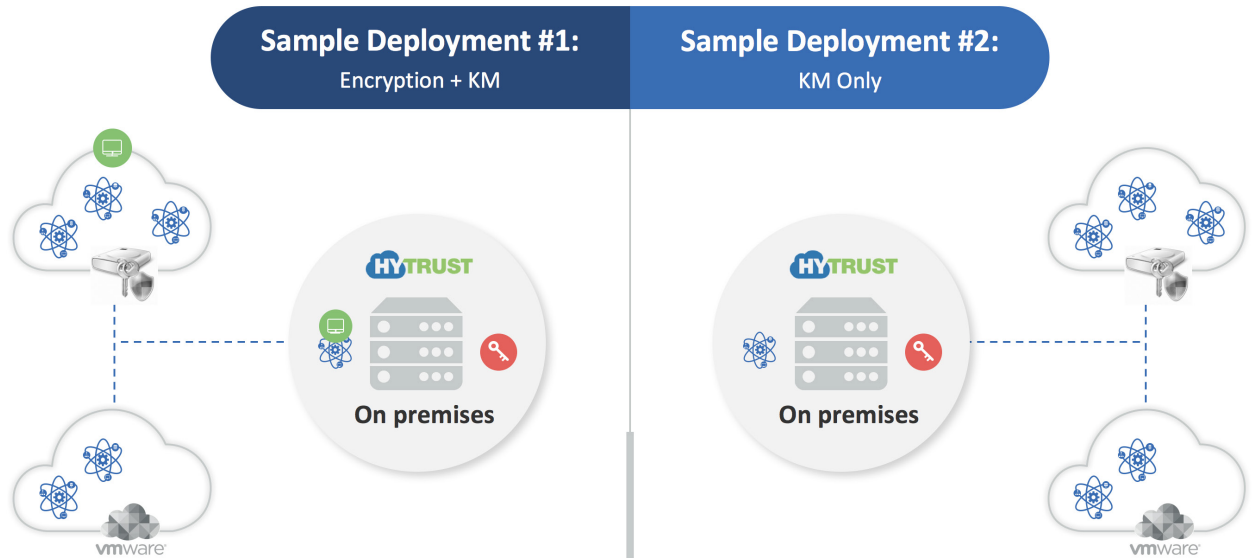 Sample Deployment #1:
Encryption + KM
Sample Deployment #2:
KM Only
HYTRUST
On premises
vmware
HYTRUST
On premises
vmware